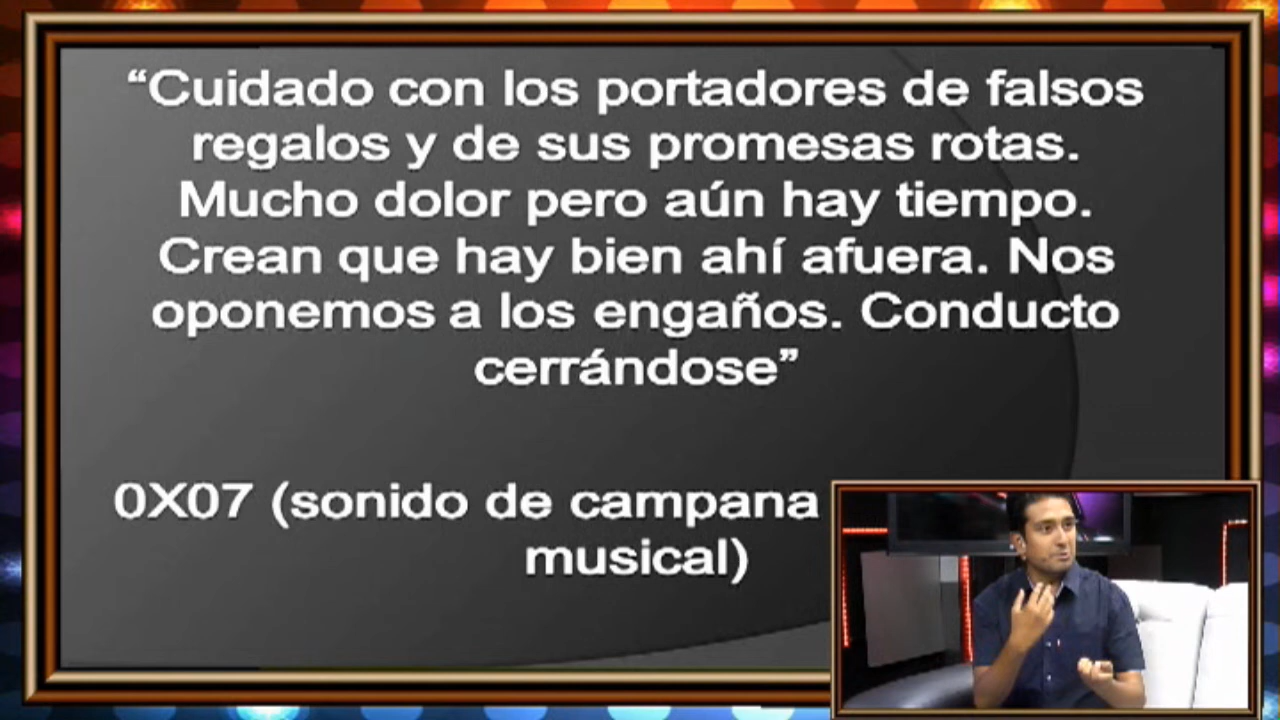 “Cuidado con los portadores de falsos
regalos y de sus promesas rotas.
Mucho dolor pero aún hay tiempo.
Crean que hay bien ahí afuera. Nos
oponemos a los engaños. Conducto
cerrándose”
0X07 (sonido de campana
musical)